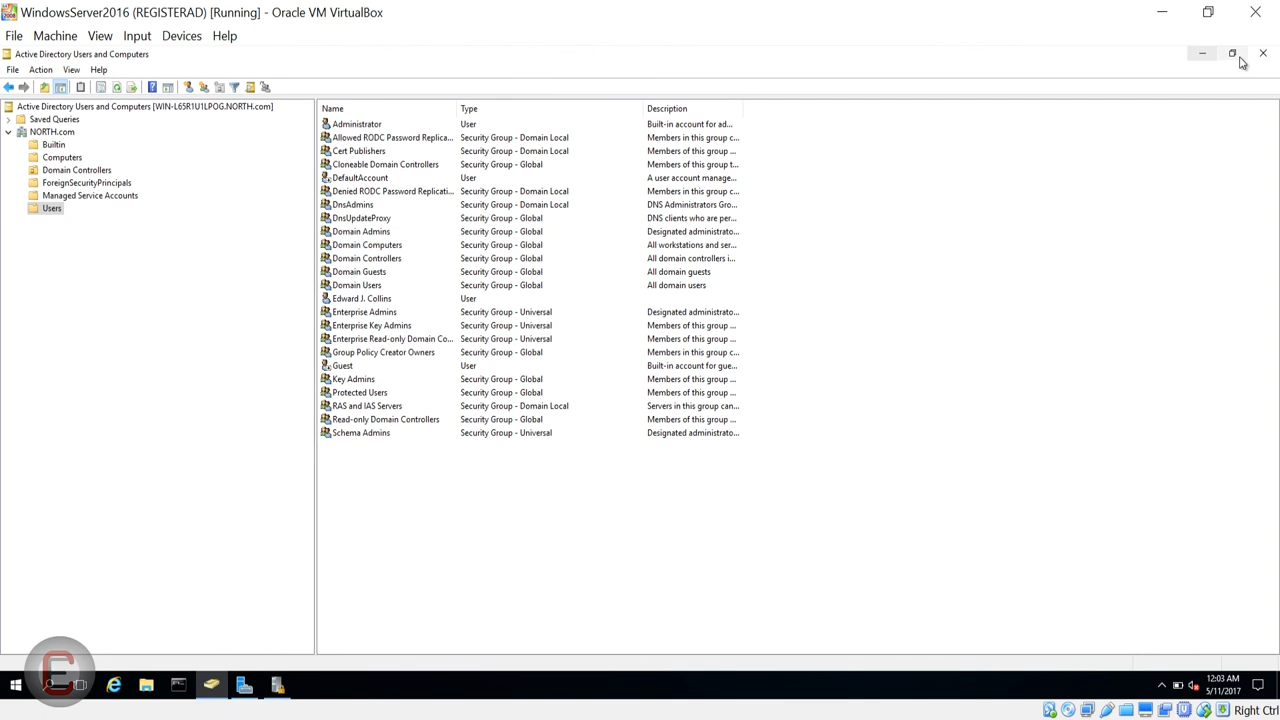 WindowsServer2016 (REGISTERAD) [Running] - Oracle VM VirtualBox
File Machine View Input Devices Help
Active Directory Users and Computers
File Action View Help
Active Directory Users and Computers [WIN-L65R1U1LPOG.NORTH.com]
Saved Queries
NORTH.com
Builtin
Computers
Domain Controllers
ForeignSecurityPrincipals
Managed Service Accounts
Users
Name Type Description
Administrator User Built-in account for ad...
Allowed RODC Password Replica... Security Group - Domain Local Members in this group c...
Cert Publishers Security Group - Domain Local Members of this group ...
Cloneable Domain Controllers Security Group - Global Members of this group t...
DefaultAccount User A user account manage...
Denied RODC Password Replicati... Security Group - Domain Local Members in this group c...
DnsAdmins Security Group - Domain Local DNS Administrators Gro...
DnsUpdateProxy Security Group - Global DNS clients who are per...
Domain Admins Security Group - Global Designated administrato...
Domain Computers Security Group - Global All workstations and ser...
Domain Controllers Security Group - Global All domain controllers i...
Domain Guests Security Group - Global All domain guests
Domain Users Security Group - Global All domain users
Edward J. Collins User
Enterprise Admins Security Group - Universal Designated administrato...
Enterprise Key Admins Security Group - Universal Members of this group ...
Enterprise Read-only Domain Co... Security Group - Universal Members of this group ...
Group Policy Creator Owners Security Group - Global Members in this group c...
Guest User Built-in account for gue...
Key Admins Security Group - Global Members of this group ...
Protected Users Security Group - Global Members of this group ...
RAS and IAS Servers Security Group - Domain Local Servers in this group can...
Read-only Domain Controllers Security Group - Global Members of this group ...
Schema Admins Security Group - Universal Designated administrato...
12:03 AM
5/11/2017
Right Ctrl